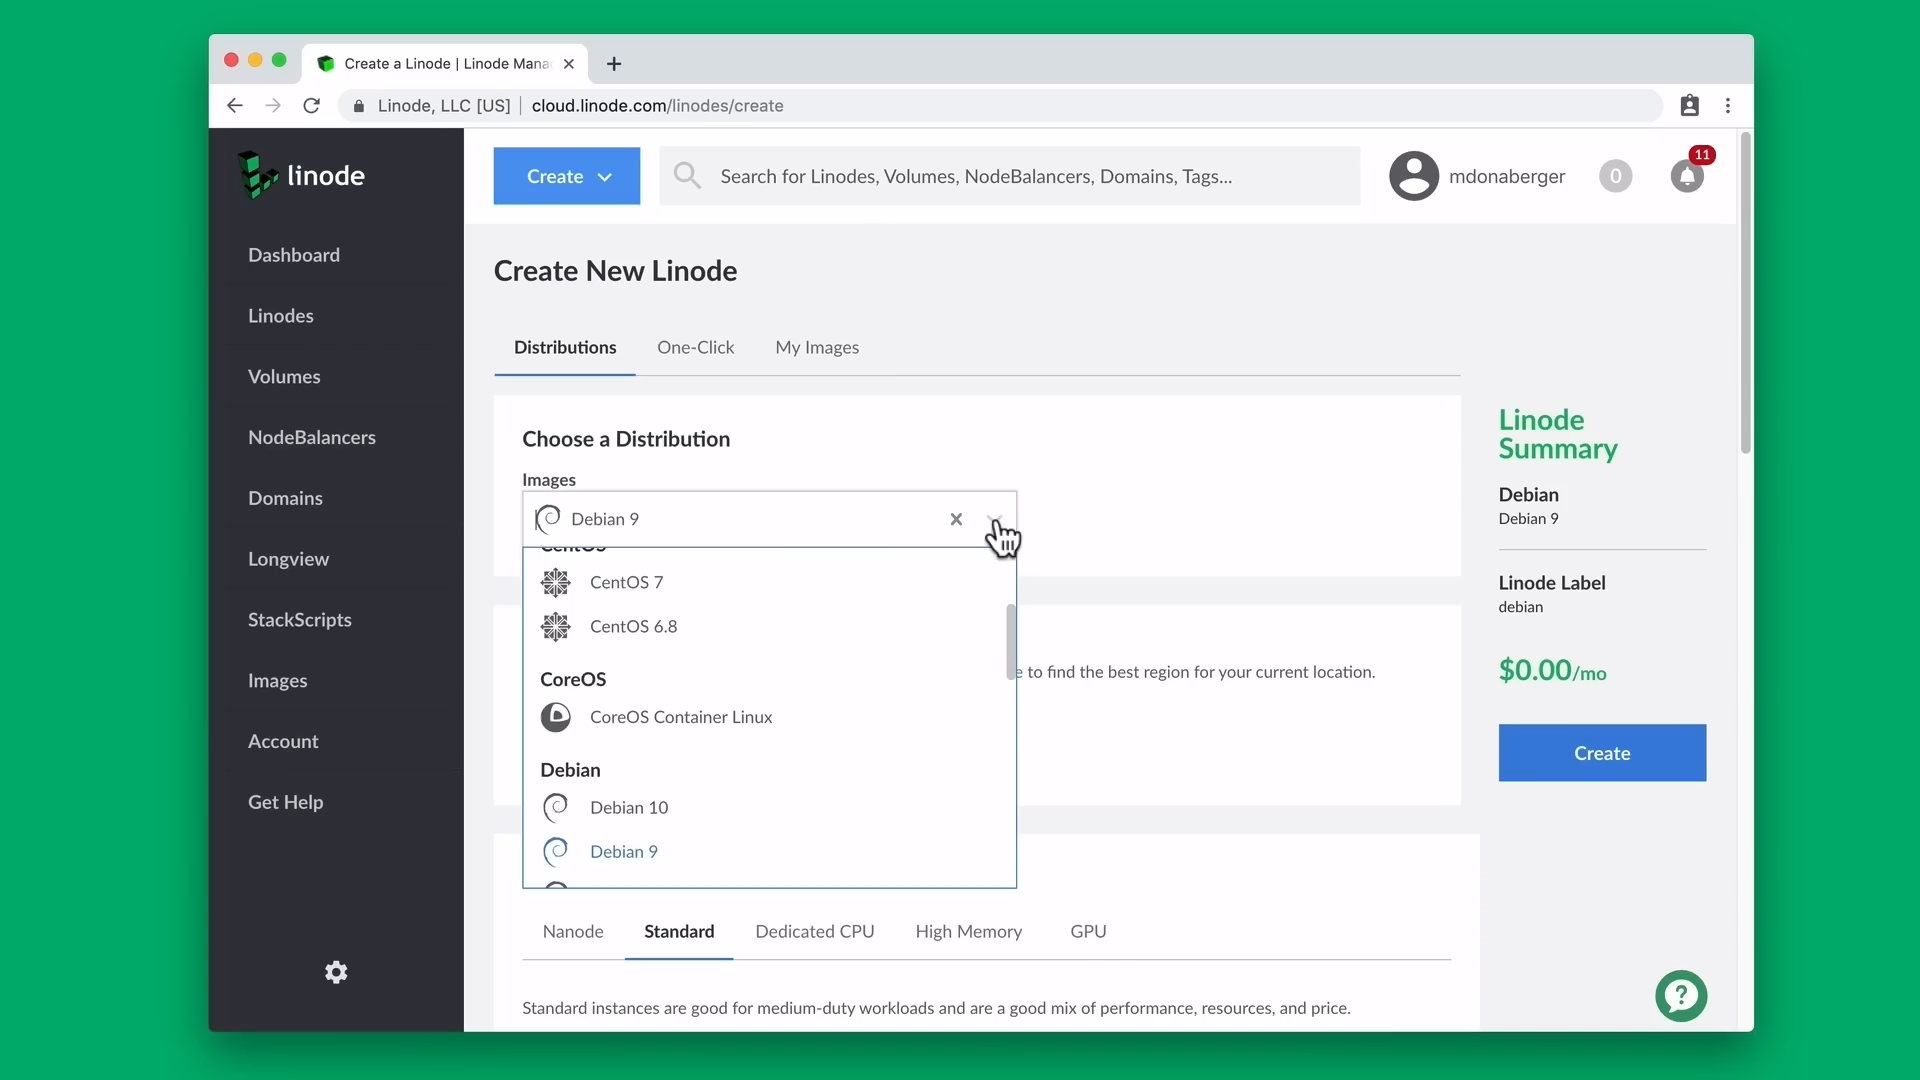 Create a Linode | Linode Mana
Linode, LLC [US] | cloud.linode.com/linodes/create
linode
Create
Search for Linodes, Volumes, NodeBalancers, Domains, Tags...
mdonaberger
0
11
Dashboard
Linodes
Volumes
NodeBalancers
Domains
Longview
StackScripts
Images
Account
Get Help
Create New Linode
Distributions One-Click My Images
Choose a Distribution
Images
Debian 9
CentOS
CentOS 7
CentOS 6.8
CoreOS
CoreOS Container Linux
Debian
Debian 10
Debian 9
e to find the best region for your current location.
Nanode Standard Dedicated CPU High Memory GPU
Standard instances are good for medium-duty workloads and are a good mix of performance, resources, and price.
Linode
Summary
Debian
Debian 9
Linode Label
debian
$0.00/mo
Create
?